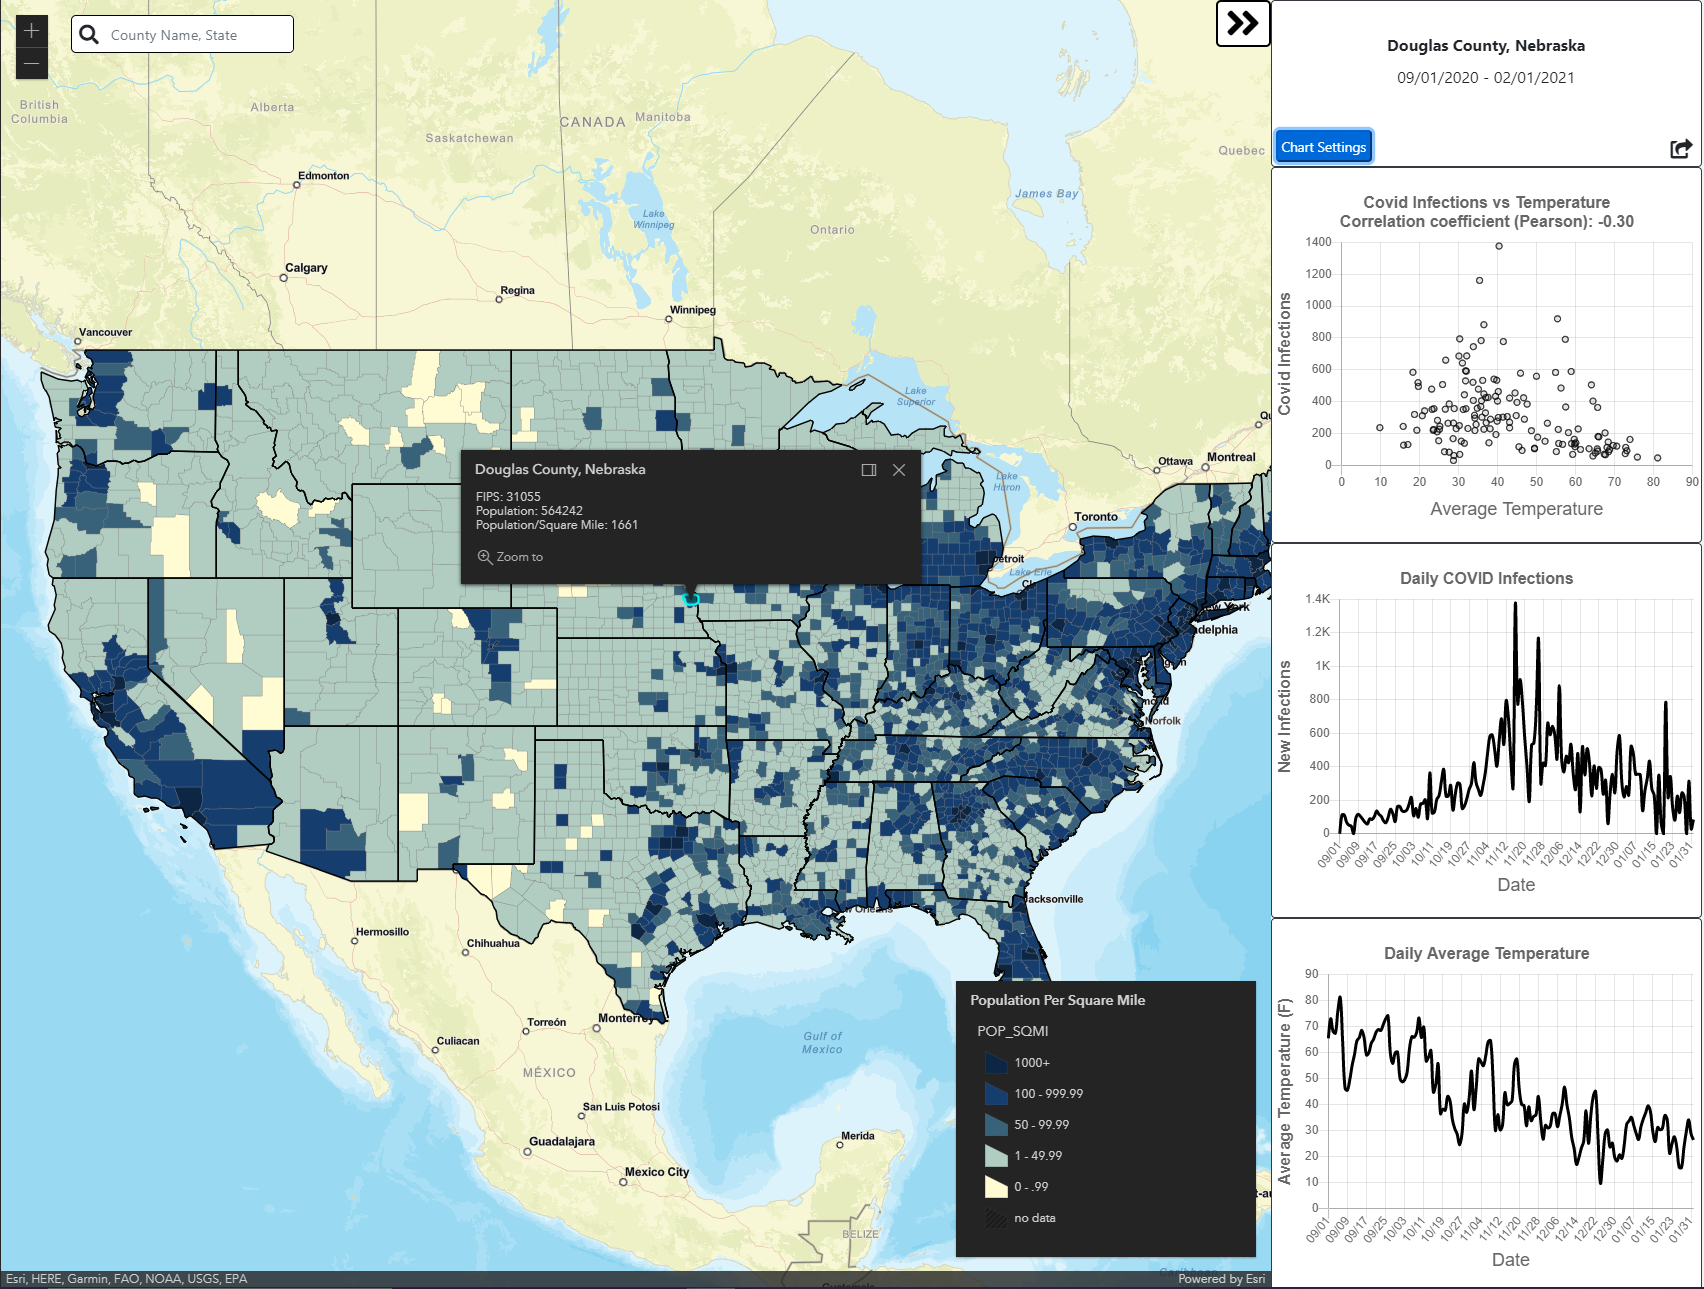 +
−
County Name, State
British
Columbia
Alberta
Saskatchewan
CANADA
Manitoba
Quebec
James Bay
Ontario
Edmonton
Lake
Winnipeg
Calgary
Regina
Winnipeg
Vancouver
Lake
Superior
Ottawa
Montreal
Lake
Huron
Toronto
Lake Erie
Norfolk
Jacksonville
Hermosillo
Chihuahua
Monterrey
Torreón
Culiacan
Gulf of
Mexico
MÉXICO
San Luis Potosi
Guadalajara
Merida
Mexico City
BELIZE
Douglas County, Nebraska
FIPS: 31055
Population: 564242
Population/Square Mile: 1661
Zoom to
Population Per Square Mile
POP_SQMI
1000+
100 - 999.99
50 - 99.99
1 - 49.99
0 - .99
no data
Esri, HERE, Garmin, FAO, NOAA, USGS, EPA
Powered by Esri
Douglas County, Nebraska
09/01/2020 - 02/01/2021
Chart Settings
Covid Infections vs Temperature
Correlation coefficient (Pearson): -0.30
Covid Infections
1400
1200
1000
800
600
400
200
0
0 10 20 30 40 50 60 70 80 90
Average Temperature
Daily COVID Infections
New Infections
1.4K
1.2K
1K
800
600
400
200
0
09/01 09/09 09/17 09/25 10/03 10/11 10/19 10/27 11/04 11/12 11/20 11/28 12/06 12/14 12/22 12/30 01/07 01/15 01/23 01/31
Date
Daily Average Temperature
Average Temperature (F)
90
80
70
60
50
40
30
20
10
0
09/01 09/09 09/17 09/25 10/03 10/11 10/19 10/27 11/04 11/12 11/20 11/28 12/06 12/14 12/22 12/30 01/07 01/15 01/23 01/31
Date